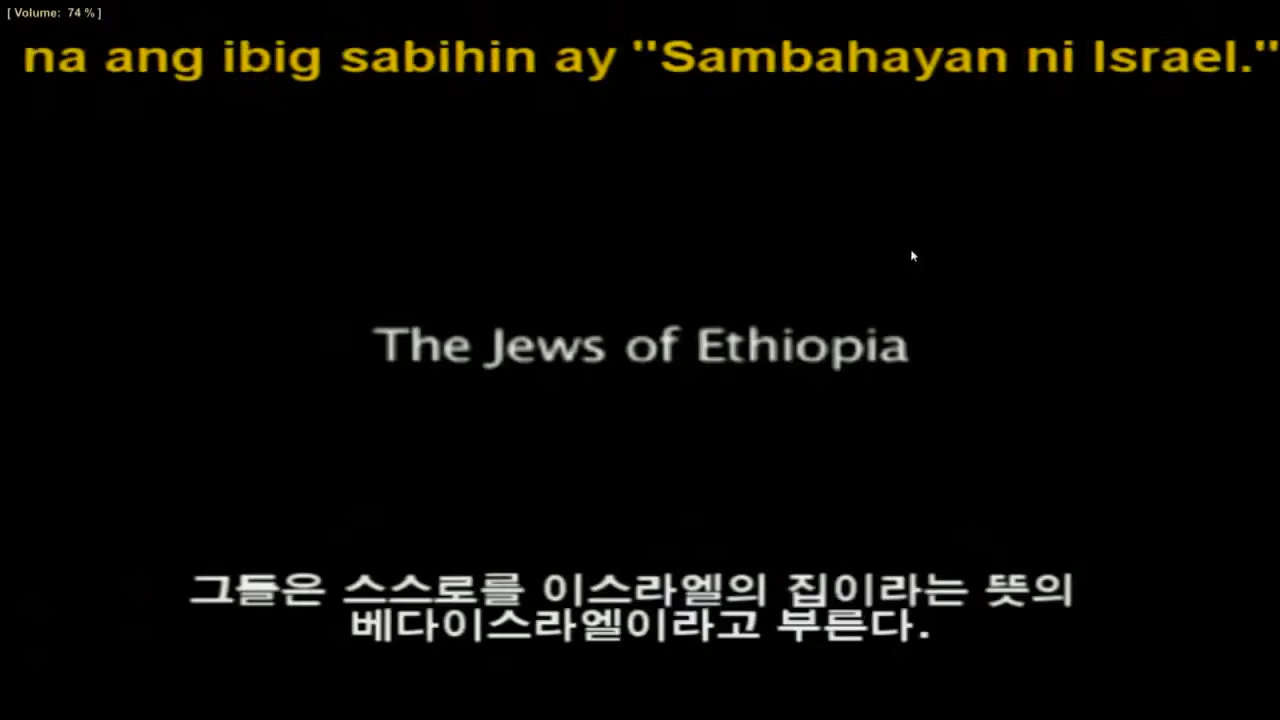 [ Volume: 74 % ]
na ang ibig sabihin ay "Sambahayan ni Israel."
The Jews of Ethiopia
그들은 스스로를 이스라엘의 집이라는 뜻의
베다이스라엘이라고 부른다.